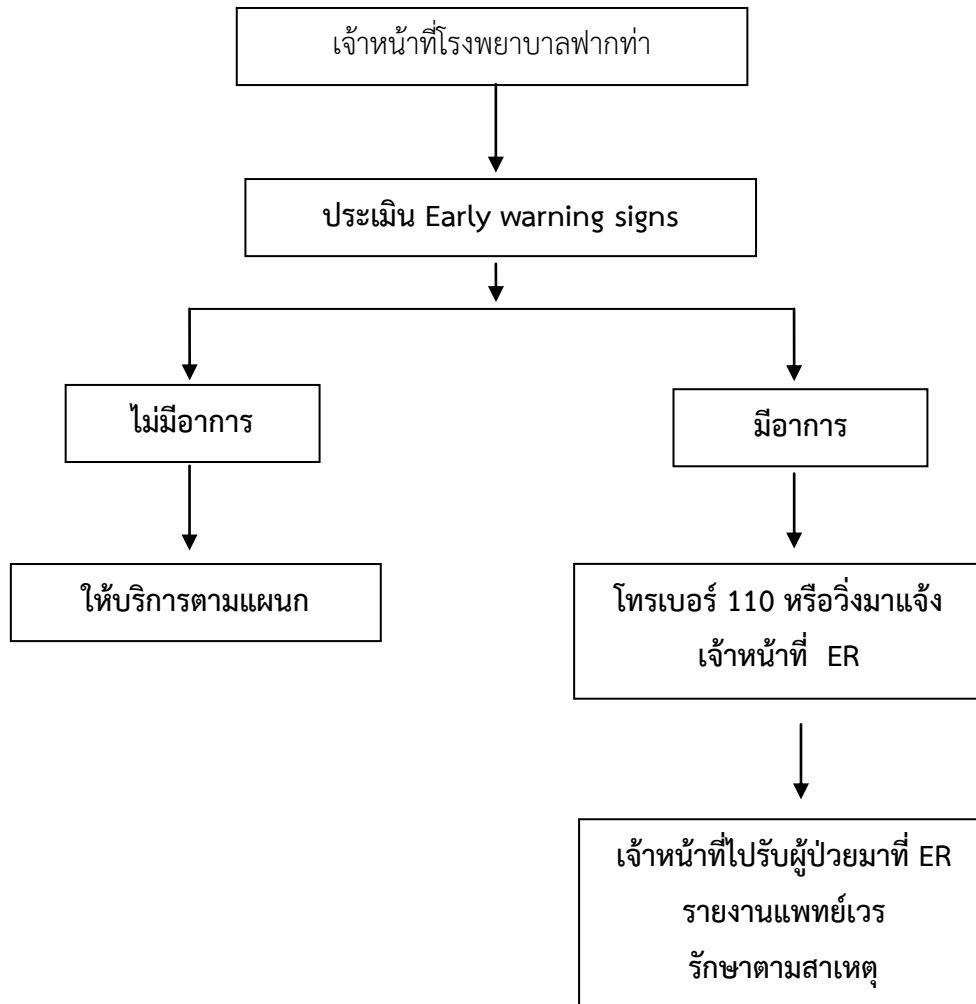 เจ้าหน้าที่โรงพยาบาลฟากท่า
ประเมิน Early warning signs
ไม่มีอาการ
มีอาการ
ให้บริการตามแผนก
โทรเบอร์ 110 หรือวิ่งมาแจ้ง
เจ้าหน้าที่ ER
เจ้าหน้าที่ไปรับผู้ป่วยมาที่ ER
รายงานแพทย์เวร
รักษาตามสาเหตุ